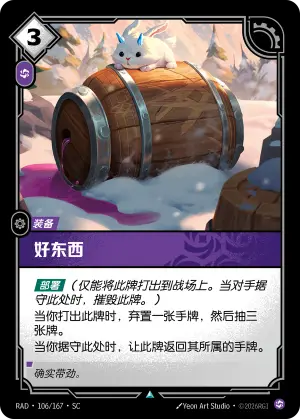 3
装备
好东西
部署（仅能将此牌打出到战场上。当对手据
守此处时，摧毁此牌。）
当你打出此牌时，弃置一张手牌，然后抽三
张牌。
当你据守此处时，让此牌返回其所属的手牌。
确实带劲。
RAD • 106/167 • SC
Yeon Art Studio • ©2026RGI